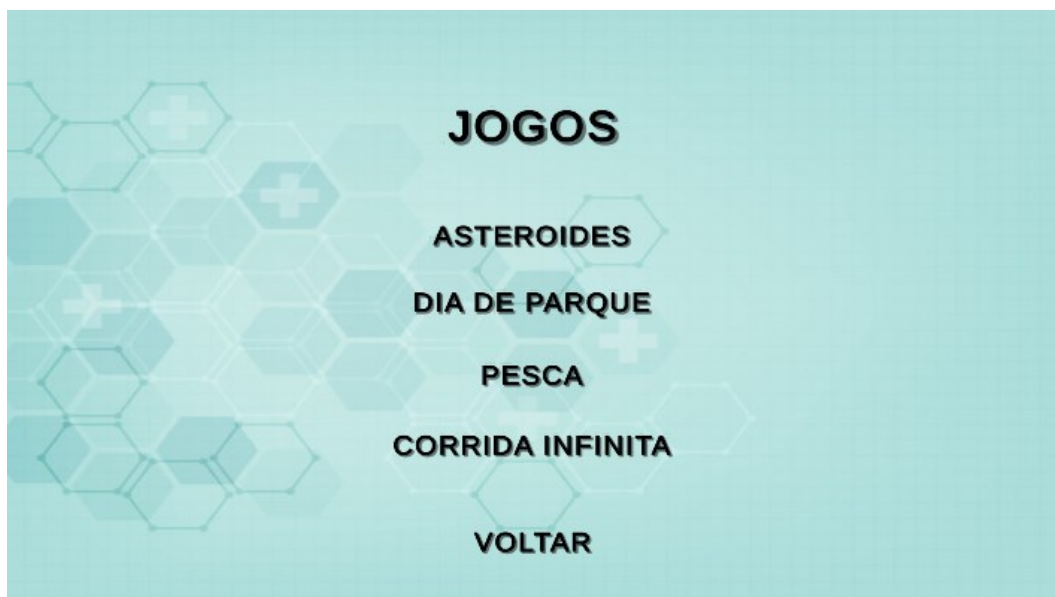 JOGOS
ASTEROIDES
DIA DE PARQUE
PESCA
CORRIDA INFINITA
VOLTAR